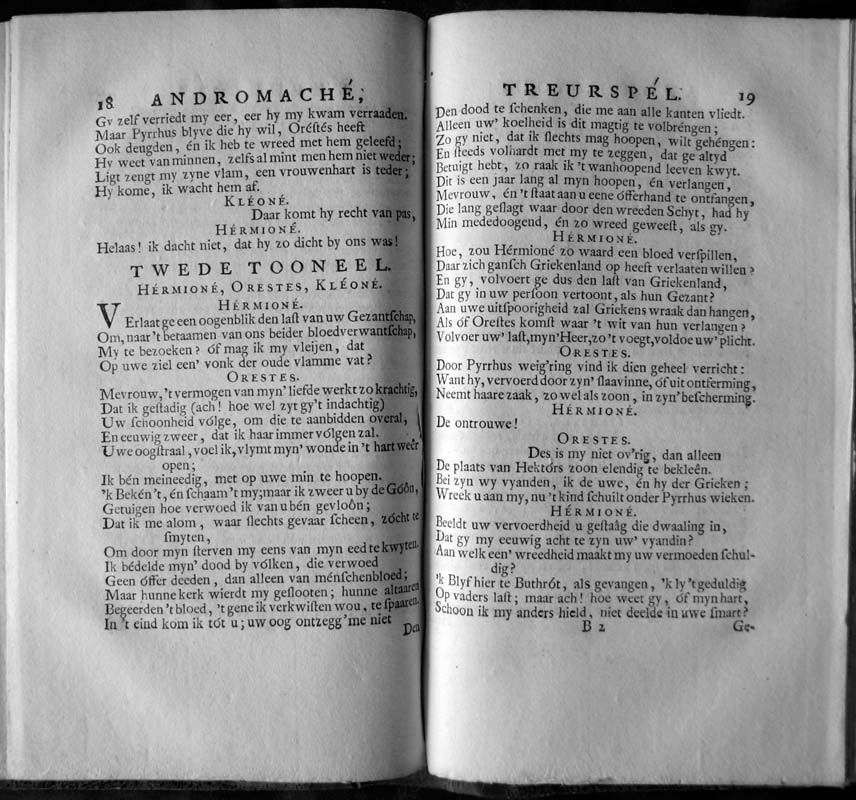 18 ANDROMACHÉ,
Gy zelf verriedt my eer, eer hy my kwam verraaden.
Maar Pyrrhus blyve die hy wil, Oréstés heeft
Ook deugden, én ik heb te wreed met hem geleefd;
Hy weet van minnen, zelfs al mint men hem niet weder;
Ligt zengt my zyne vlam, een vrouwenhart is teder;
Hy kome, ik wacht hem af.
KLÉONÉ.
Daar komt hy recht van pas,
HÉRMIONÉ.
Helaas! ik dacht niet, dat hy zo dicht by ons was!
TWEDE TOONEEL.
HÉRMIONÉ, ORESTES, KLÉONÉ.
HÉRMIONÉ.
VErlaat ge een oogenblik den last van uw Gezantschap,
Om, naar 't betaamen van ons beider bloedverwantschap,
My te bezoeken? óf mag ik my vleijen, dat
Op uwe ziel een' vonk der oude vlamme vat?
ORESTES.
Mevrouw, 't vermogen van myn' liefde werkt zo krachtig,
Dat ik gestadig (ach! hoe wel zyt gy't indachtig)
Uw schoonheid vólge, om die te aanbidden overal,
En eeuwig zweer, dat ik haar immer vólgen zal.
Uwe oogstraal, voel ik, vlymt myn' wonde in 't hart weêr
open;
Ik bén meineedig, met op uwe min te hoopen.
'k Bekén't, én schaam 't my; maar ik zweer u by de Góôn,
Getuigen hoe verwoed ik van u bén gevloôn;
Dat ik me alom, waar slechts gevaar scheen, zócht te
smyten,
Om door myn sterven my eens van myn eed te kwyten.
Ik bédelde myn' dood by vólken, die verwoed
Geen óffer deeden, dan alleen van ménschenbloed;
Maar hunne kerk wierdt my geslooten; hunne altaaren
Begeerden 't bloed, 't gene ik verkwisten wou, te spaaren.
In 't eind kom ik tót u; uw oog ontzegg'me niet
Den
TREURSPÉL. 19
Den dood te schenken, die me aan alle kanten vliedt.
Alleen uw' koelheid is dit magtig te volbréngen;
Zo gy niet, dat ik slechts mag hoopen, wilt gehéngen:
En steeds volhardt met my te zeggen, dat ge altyd
Betuigt hebt, zo raak ik 't wanhoopend leeven kwyt.
Dit is een jaar lang al myn hoopen, én verlangen,
Mevrouw, én 't staat aan u eene óffèrhand te ontfangen,
Die lang geslagt waar door den wreeden Schyt, had hy
Min mededoogend, én zo wreed geweest, als gy.
HÉRMIONÉ.
Hoe, zou Hérmioné zo waard een bloed verspillen,
Daar zich gansch Griekenland op heeft verlaaten willen?
En gy, volvoert ge dus den last van Griekenland,
Dat gy in uw persoon vertoont, als hun Gezant?
Aan uwe uitspoorigheid zal Griekens wraak dan hangen,
Als óf Orestes komst waar 't wit van hun verlangen?
Volvoer uw' last, myn'Heer, zo 't voegt, voldoe uw' plicht.
ORESTES.
Door Pyrrhus weig'ring vind ik dien geheel verricht:
Want hy, vervoerd door zyn' slaavinne, óf uit ontferming,
Neemt haare zaak, zo wel als zoon, in zyn' bescherming.
HÉRMIONÉ.
De ontrouwe!
ORESTES.
Des is my niet ov'rig, dan alleen
De plaats van Hektórs zoon elendig te bekleên.
Bei zyn wy vyanden, ik de uwe, én hy der Grieken;
Wreek u aan my, nu 't kind schuilt onder Pyrrhus wieken.
HÉRMIONÉ.
Beeldt uw vervoerdheid u gestaâg die dwaaling in,
Dat gy my eeuwig acht te zyn uw' vyandin?
Aan welk een' wreedheid maakt my uw vermoeden schul-
dig?
'k Blyf hier te Buthrót, als gevangen, 'k ly 't geduldig
Op vaders last; maar ach! hoe weet gy, óf myn hart,
Schoon ik my anders hield, niet deelde in uwe smart?
B 2 Ge-